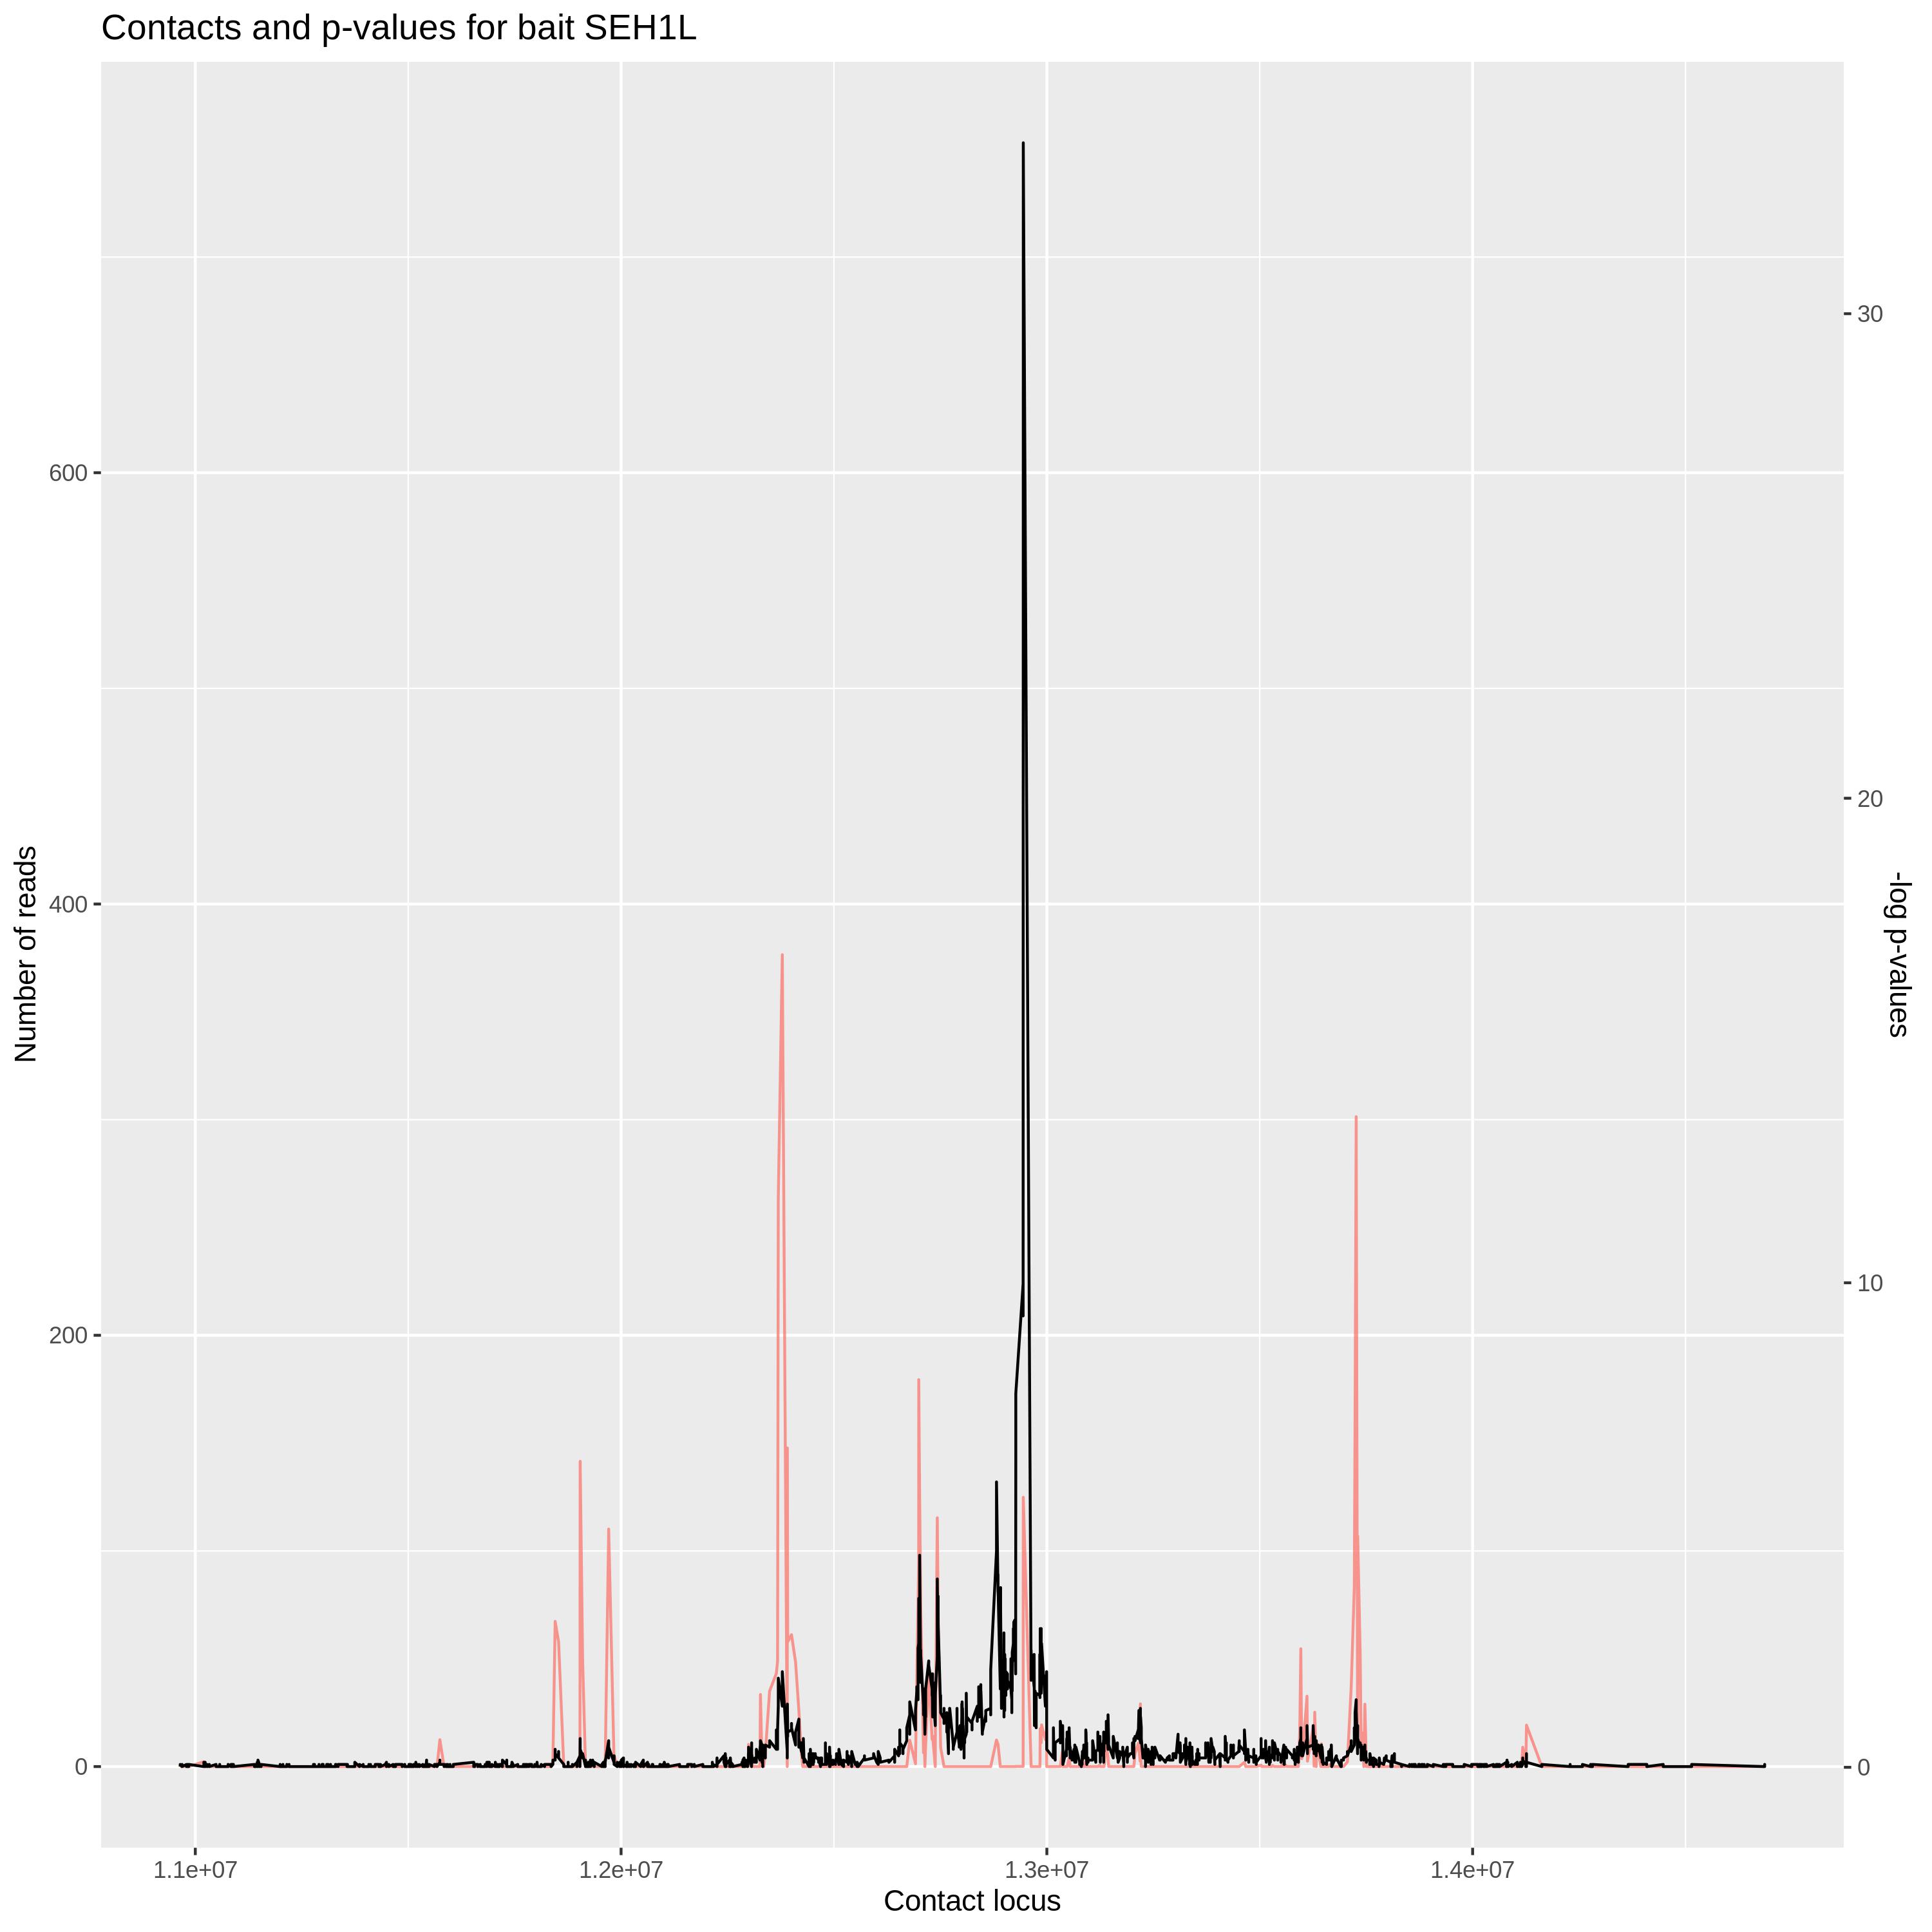 Contacts and p-values for bait SEH1L
Number of reads
600
400
200
0
30
20
10
0
-log p-values
1.1e+07
1.2e+07
1.3e+07
1.4e+07
Contact locus